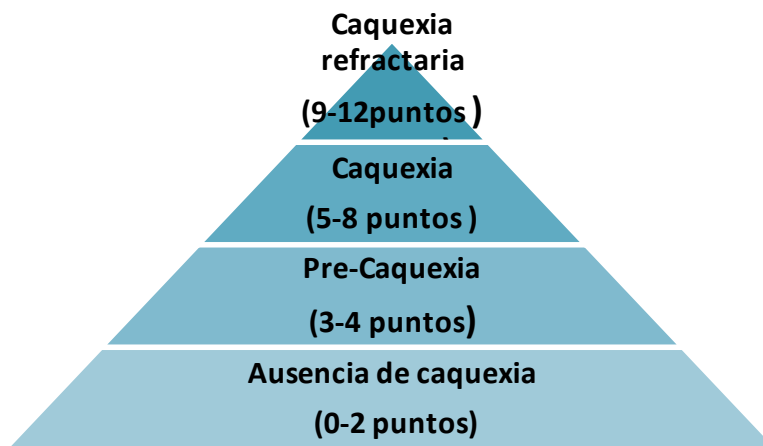 Caquexia
refractaria
(9-12puntos )
Caquexia
(5-8 puntos )
Pre-Caquexia
(3-4 puntos)
Ausencia de caquexia
(0-2 puntos)